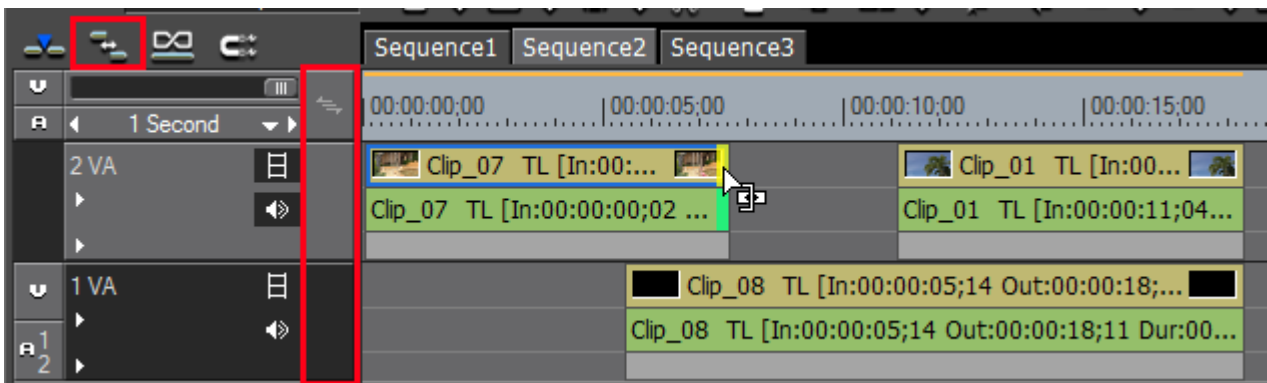 Sequence1 Sequence2 Sequence3
V
00:00:00;00 00:00:05;00 00:00:10;00 00:00:15;00
A 1 Second
2 VA Clip_07 TL [In:00:... Clip_01 TL [In:00...
Clip_07 TL [In:00:00:00;02 ... Clip_01 TL [In:00:00:11;04...
V 1 VA Clip_08 TL [In:00:00:05;14 Out:00:00:18;...
A 1 2 Clip_08 TL [In:00:00:05;14 Out:00:00:18;11 Dur:00...